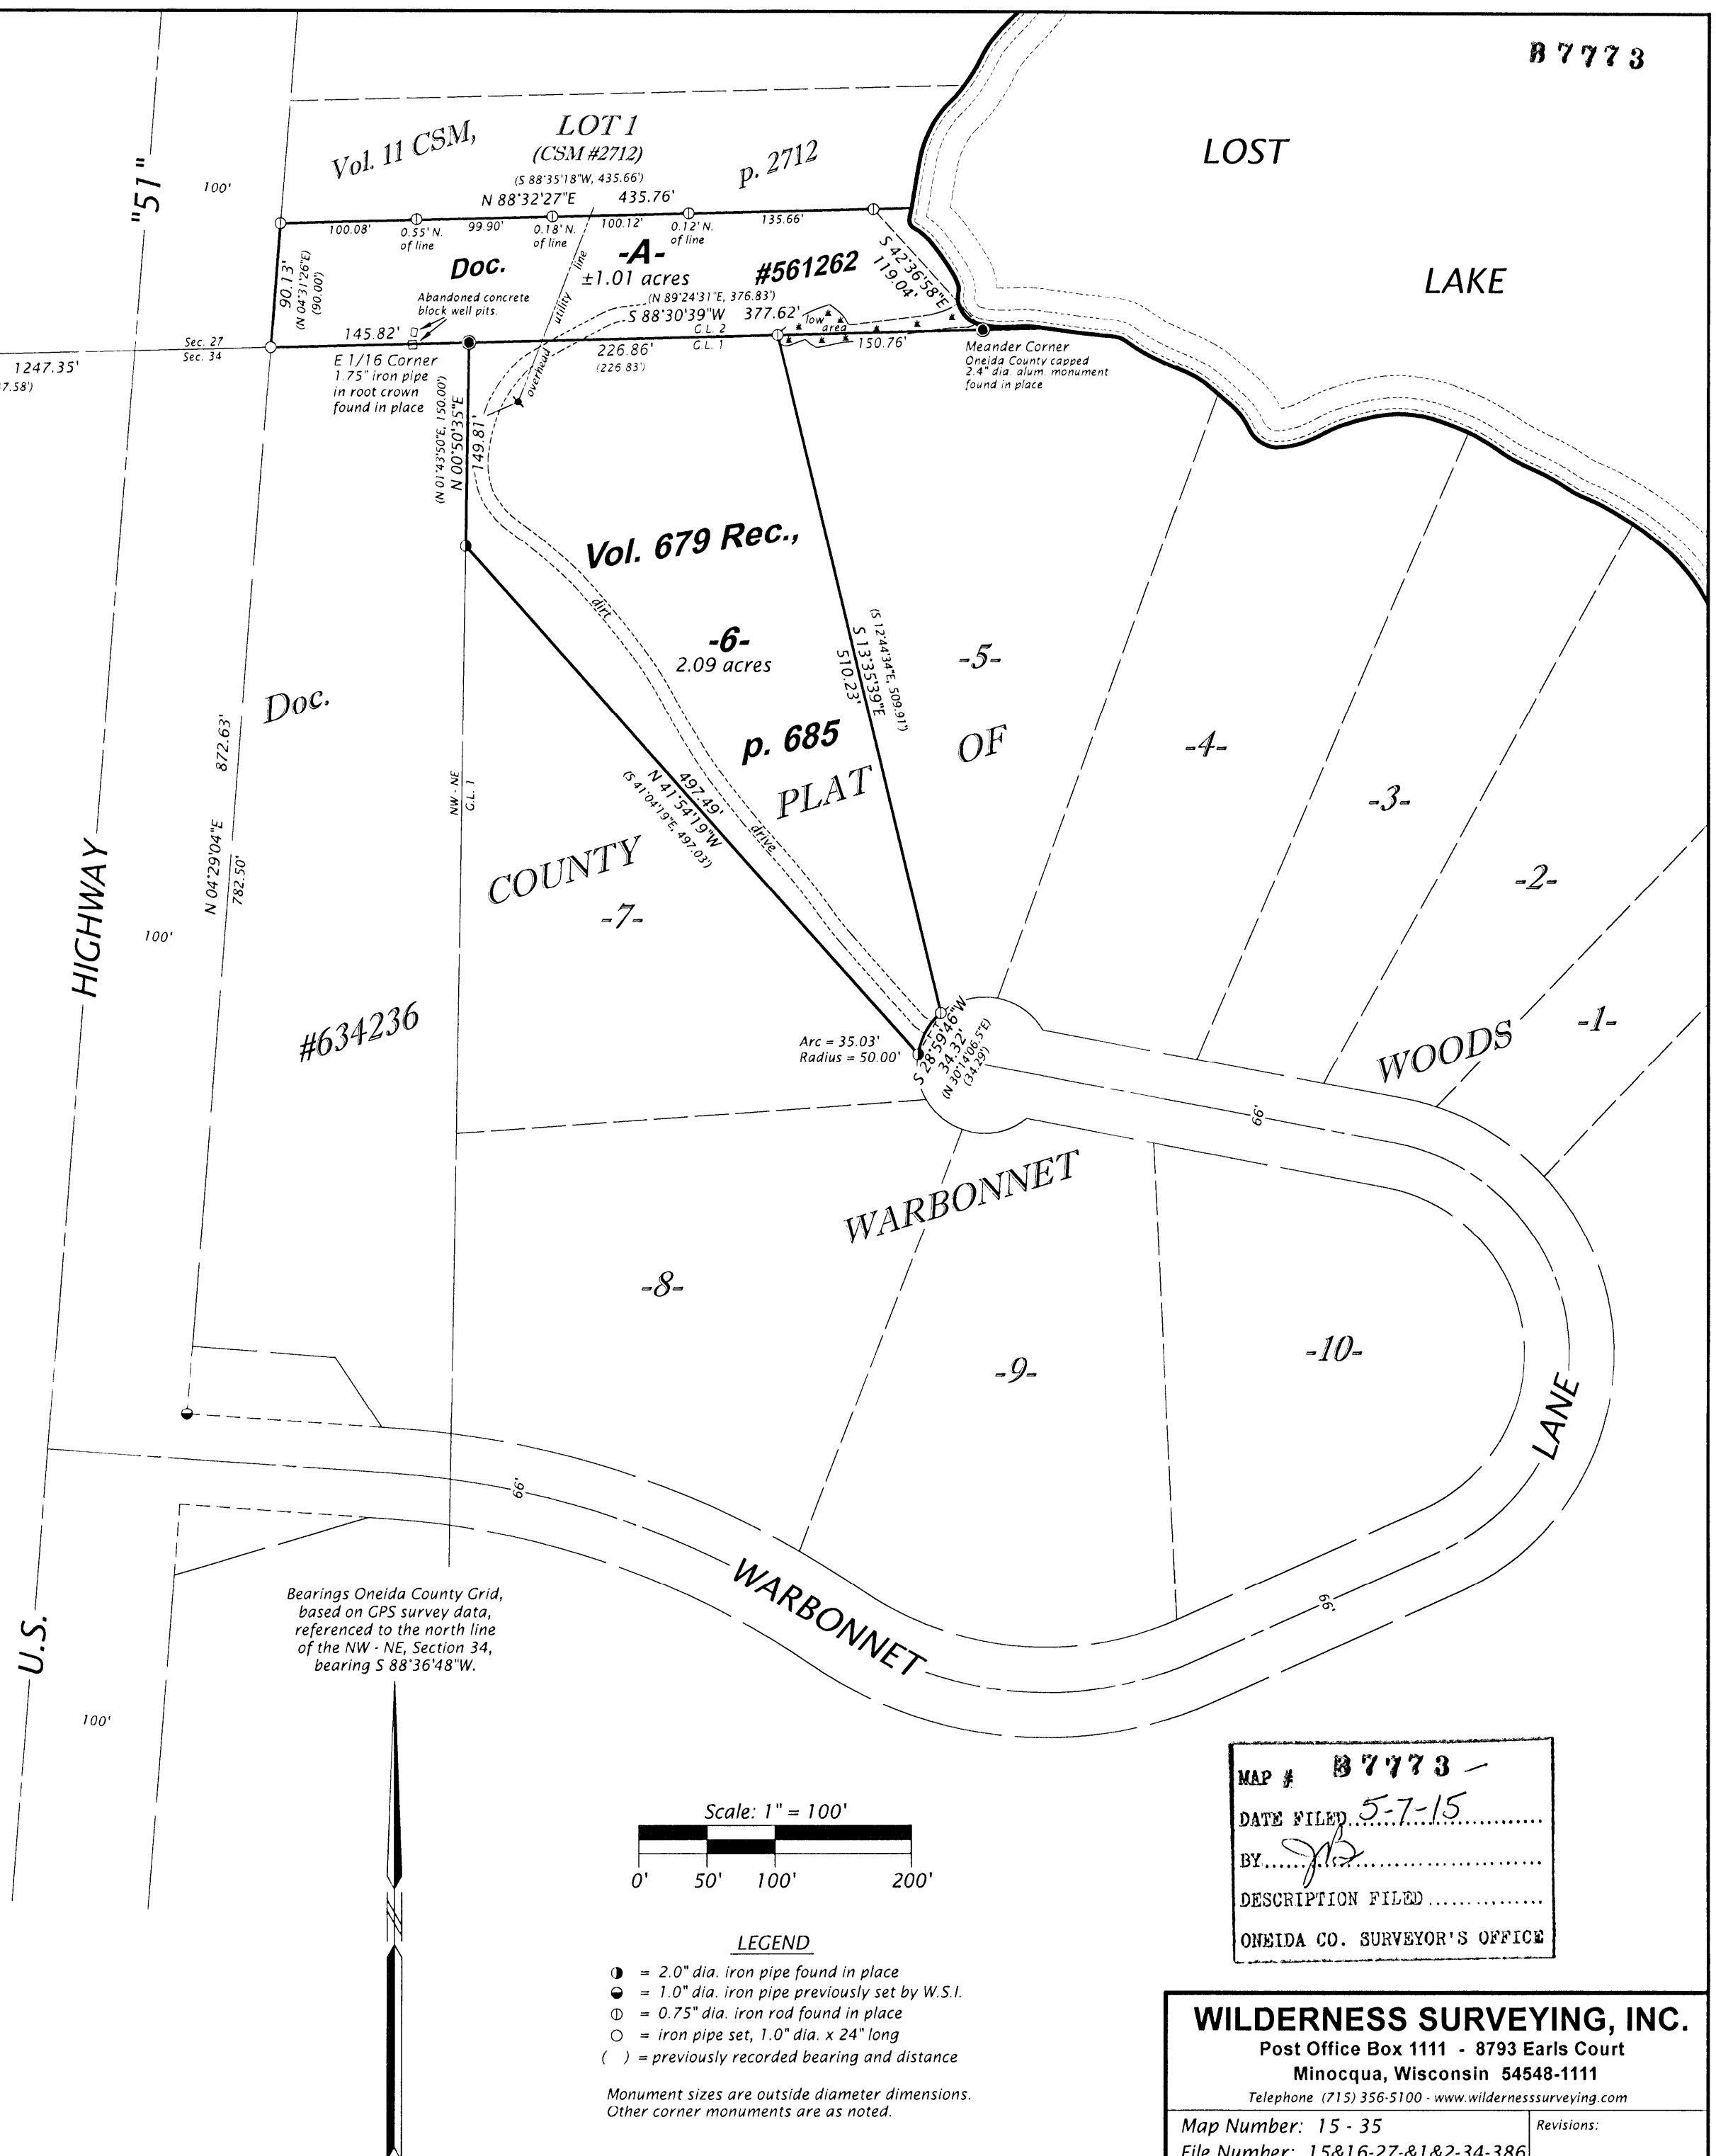 B7773
LOST
LAKE
"51"
100'
Vol. 11 CSM,
LOT 1
(CSM #2712)
p. 2712
(S 88°35'18"W, 435.66')
N 88°32'27"E 435.76'
100.08'
0.55' N.
of line
99.90'
0.18' N.
of line
100.12'
0.12' N.
of line
135.66'
90.13'
(N 04°31'26"E)
(90.00')
Doc.
-A-
±1.01 acres
#561262
S 42°36'58"E
119.04'
Abandoned concrete
block well pits.
overhead utility line
(N 89°24'31"E, 376.83')
S 88°30'39"W 377.62'
low
area
145.82'
G.L. 2
G.L. 1
Sec. 27
Sec. 34
1247.35'
7.58')
E 1/16 Corner
1.75" iron pipe
in root crown
found in place
226.86'
(226 83')
150.76'
Meander Corner
Oneida County capped
2.4" dia. alum. monument
found in place
(N 01°43'50"E, 150.00')
N 00°50'35"E
149.81'
Vol. 679 Rec.,
dirt
-6-
2.09 acres
(S 12°44'34"E, 509.91')
S 13°35'39"E
510.23'
-5-
Doc.
p. 685
PLAT
OF
-4-
872.63'
N 04°29'04"E
782.50'
NW - NE
G.L. 1
497.49'
N 41°54'19"W
(S 41°04'19"E, 497.03')
drive
-3-
COUNTY
-7-
-2-
HIGHWAY
100'
#634236
Arc = 35.03'
Radius = 50.00'
S 28°59'46"W
34.32'
(N 30°14'06.5"E)
(34.29')
-1-
WOODS
66'
WARBONNET
-8-
-9-
-10-
LANE
66'
WARBONNET
66'
U.S.
100'
Bearings Oneida County Grid,
based on GPS survey data,
referenced to the north line
of the NW - NE, Section 34,
bearing S 88°36'48"W.
N
Scale: 1" = 100'
0' 50' 100' 200'
LEGEND
= 2.0" dia. iron pipe found in place
= 1.0" dia. iron pipe previously set by W.S.I.
= 0.75" dia. iron rod found in place
= iron pipe set, 1.0" dia. x 24" long
( ) = previously recorded bearing and distance
Monument sizes are outside diameter dimensions.
Other corner monuments are as noted.
MAP # B7773 -
DATE FILED 5-7-15
BY
DESCRIPTION FILED
ONEIDA CO. SURVEYOR'S OFFICE
WILDERNESS SURVEYING, INC.
Post Office Box 1111 - 8793 Earls Court
Minocqua, Wisconsin 54548-1111
Telephone (715) 356-5100 - www.wildernesssurveying.com
Map Number: 15 - 35
Revisions:
File Number: 15&16-27-&1&2-34-386